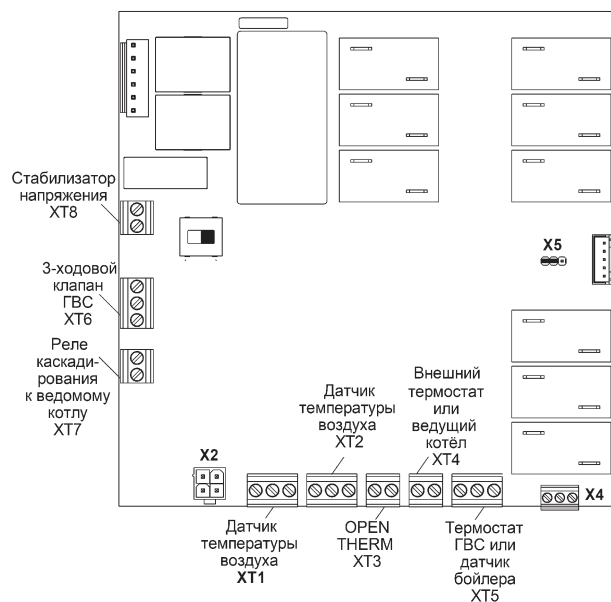 Стабилизатор
напряжения
XT8
3-ходовой
клапан
ГВС
XT6
Реле
каскади-
рования
к ведомому
котлу
XT7
X5
X2
Датчик
температуры
воздуха
XT2
Внешний
термостат
или
ведущий
котёл
XT4
X4
Датчик
температуры
воздуха
XT1
OPEN
THERM
XT3
Термостат
ГВС или
датчик
бойлера
XT5